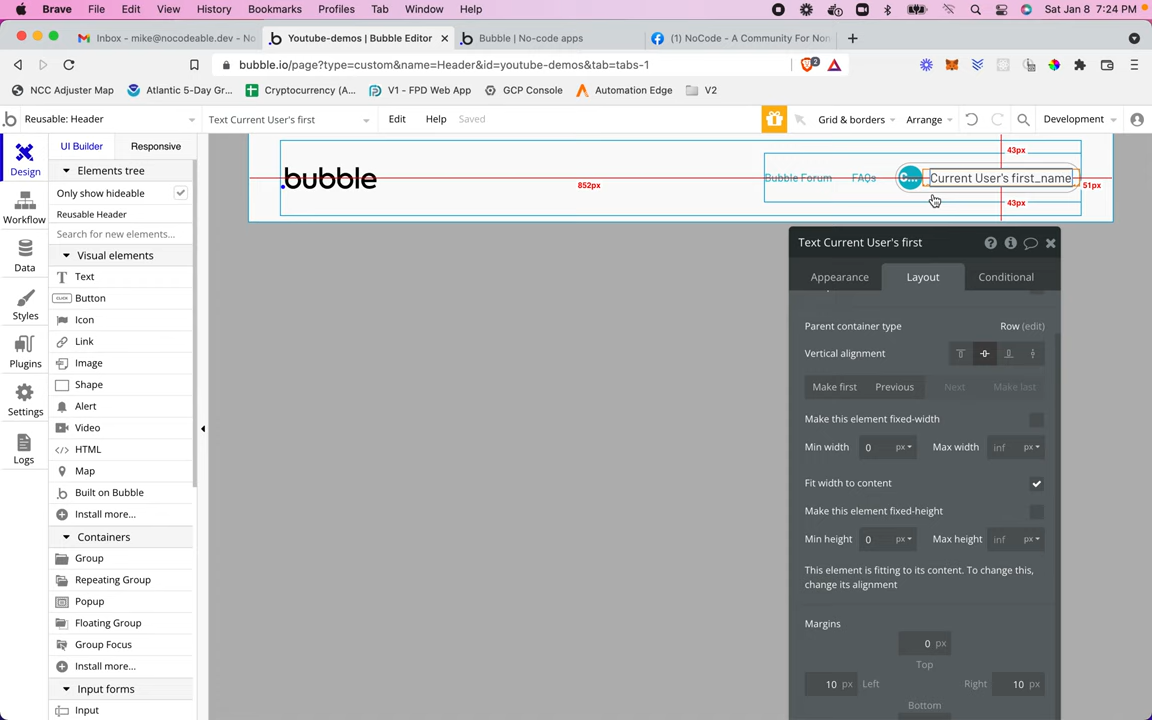 Brave File Edit View History Bookmarks Profiles Tab Window Help Sat Jan 8 7:24 PM
Inbox - mike@nocodeable.dev - No Youtube-demos | Bubble Editor Bubble | No-code apps (1) NoCode - A Community For Non
bubble.io/page?type=custom&name=Header&id=youtube-demos&tab=tabs-1
NCC Adjuster Map Atlantic 5-Day Gr... Cryptocurrency (A... V1 - FPD Web App GCP Console Automation Edge V2
Reusable: Header Text Current User's first Edit Help Saved Grid & borders Arrange Development
Design
Workflow
Data
Styles
Plugins
Settings
Logs
UI Builder Responsive
Elements tree
Only show hideable
Reusable Header
Search for new elements...
Visual elements
Text
Button
CLICK
Icon
Link
Image
Shape
Alert
Video
HTML
Map
Built on Bubble
Install more...
Containers
Group
Repeating Group
Popup
Floating Group
Group Focus
Install more...
Input forms
Input
43px
.bubble 852px Bubble Forum FAQs C... Current User's first_name 51px
43px
Text Current User's first
Appearance Layout Conditional
Parent container type Row (edit)
Vertical alignment
Make first Previous Next Make last
Make this element fixed-width
Min width 0 px Max width inf px
Fit width to content
Make this element fixed-height
Min height 0 px Max height inf px
This element is fitting to its content. To change this,
change its alignment
Margins
0 px
Top
10 px Left Right 10 px
Bottom